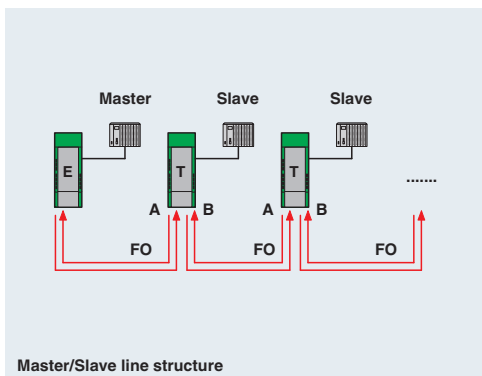 Master Slave Slave
E T T
.......
A B A B
FO FO FO
Master/Slave line structure